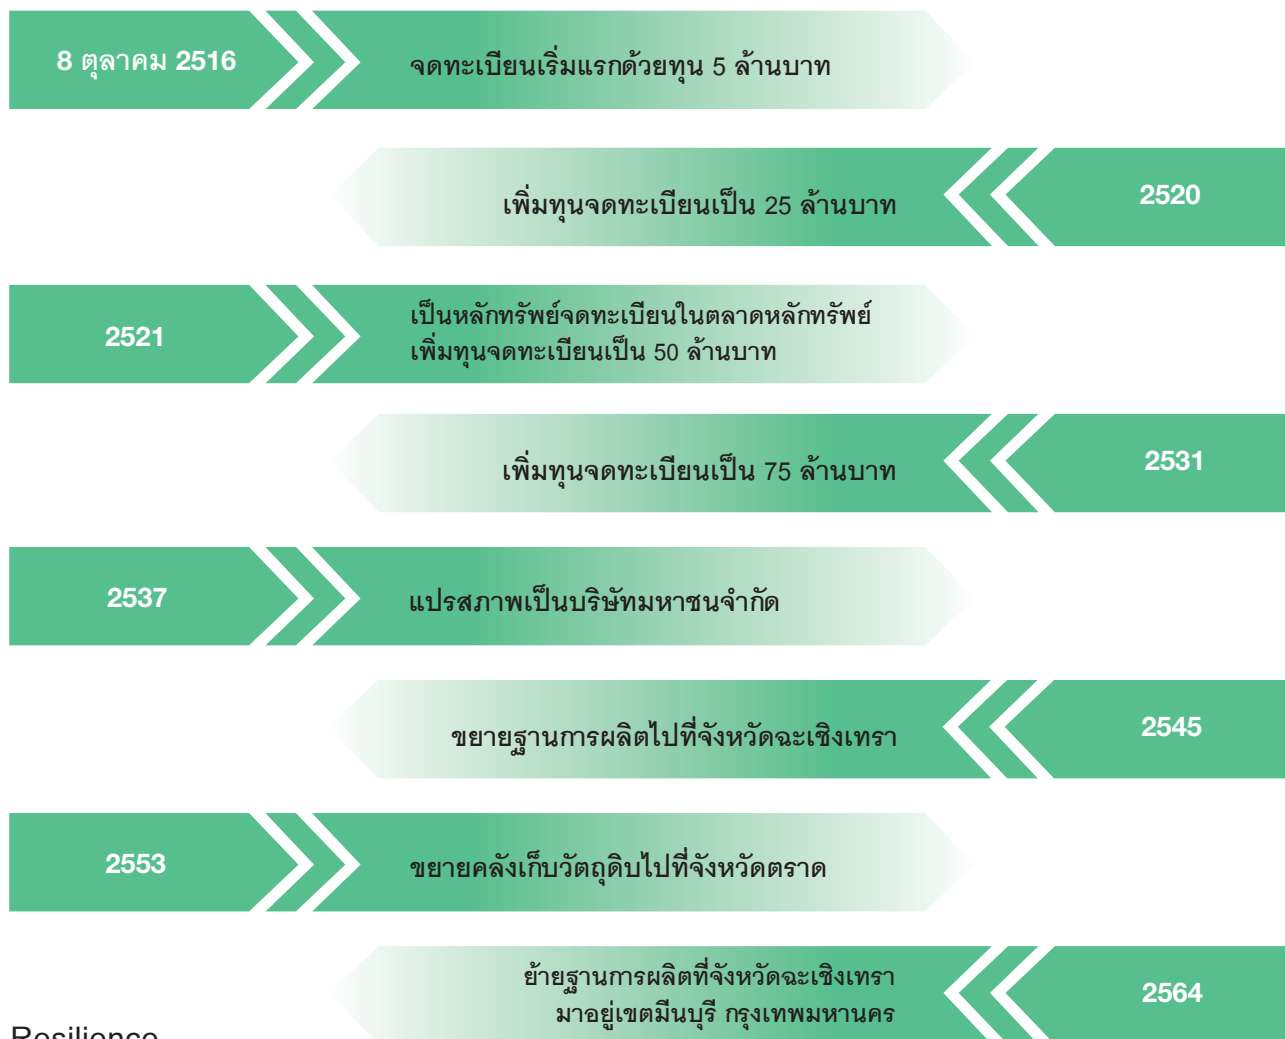 8 ตุลาคม 2516
จดทะเบียนเริ่มแรกด้วยทุน 5 ล้านบาท
เพิ่มทุนจดทะเบียนเป็น 25 ล้านบาท
2520
2521
เป็นหลักทรัพย์จดทะเบียนในตลาดหลักทรัพย์
เพิ่มทุนจดทะเบียนเป็น 50 ล้านบาท
เพิ่มทุนจดทะเบียนเป็น 75 ล้านบาท
2531
2537
แปรสภาพเป็นบริษัทมหาชนจำกัด
ขยายฐานการผลิตไปที่จังหวัดฉะเชิงเทรา
2545
2553
ขยายคลังเก็บวัตถุดิบไปที่จังหวัดตราด
ย้ายฐานการผลิตที่จังหวัดฉะเชิงเทรา
มาอยู่เขตมีนบุรี กรุงเทพมหานคร
2564
Resilience